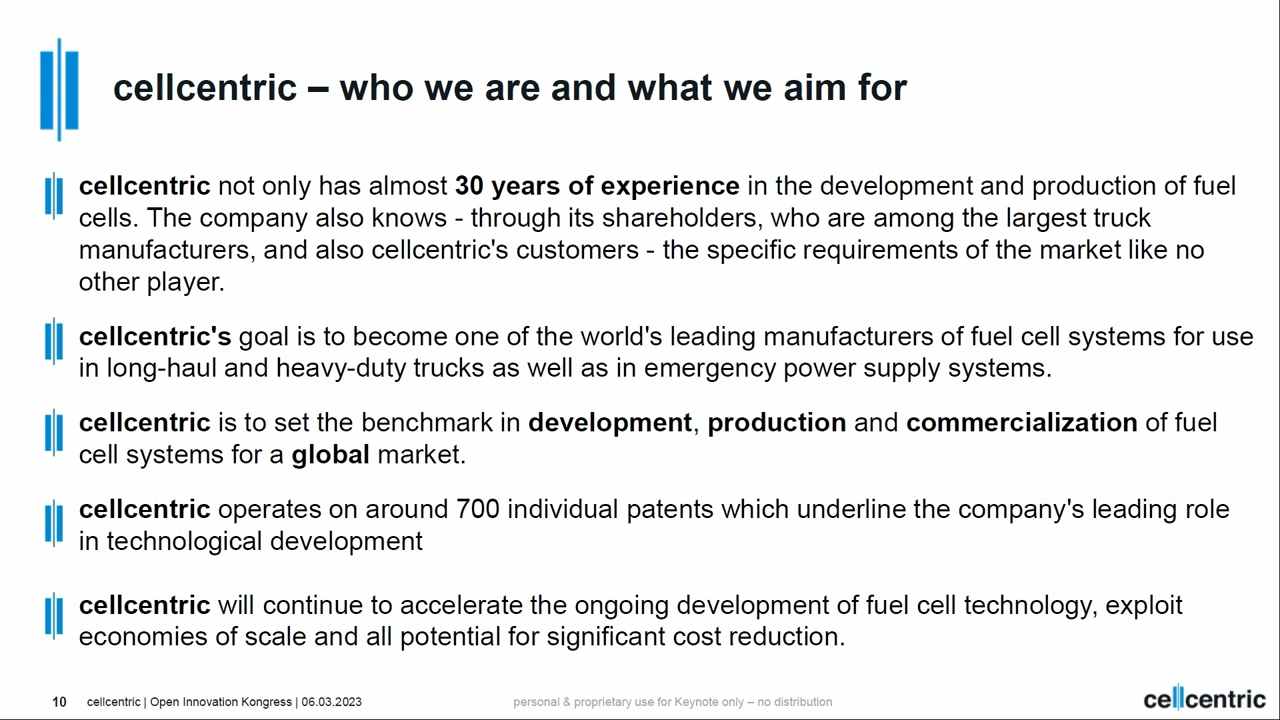 cellcentric – who we are and what we aim for
cellcentric not only has almost 30 years of experience in the development and production of fuel
cells. The company also knows - through its shareholders, who are among the largest truck
manufacturers, and also cellcentric's customers - the specific requirements of the market like no
other player.
cellcentric's goal is to become one of the world's leading manufacturers of fuel cell systems for use
in long-haul and heavy-duty trucks as well as in emergency power supply systems.
cellcentric is to set the benchmark in development, production and commercialization of fuel
cell systems for a global market.
cellcentric operates on around 700 individual patents which underline the company's leading role
in technological development
cellcentric will continue to accelerate the ongoing development of fuel cell technology, exploit
economies of scale and all potential for significant cost reduction.
10 cellcentric | Open Innovation Kongress | 06.03.2023 personal & proprietary use for Keynote only – no distribution
cellcentric